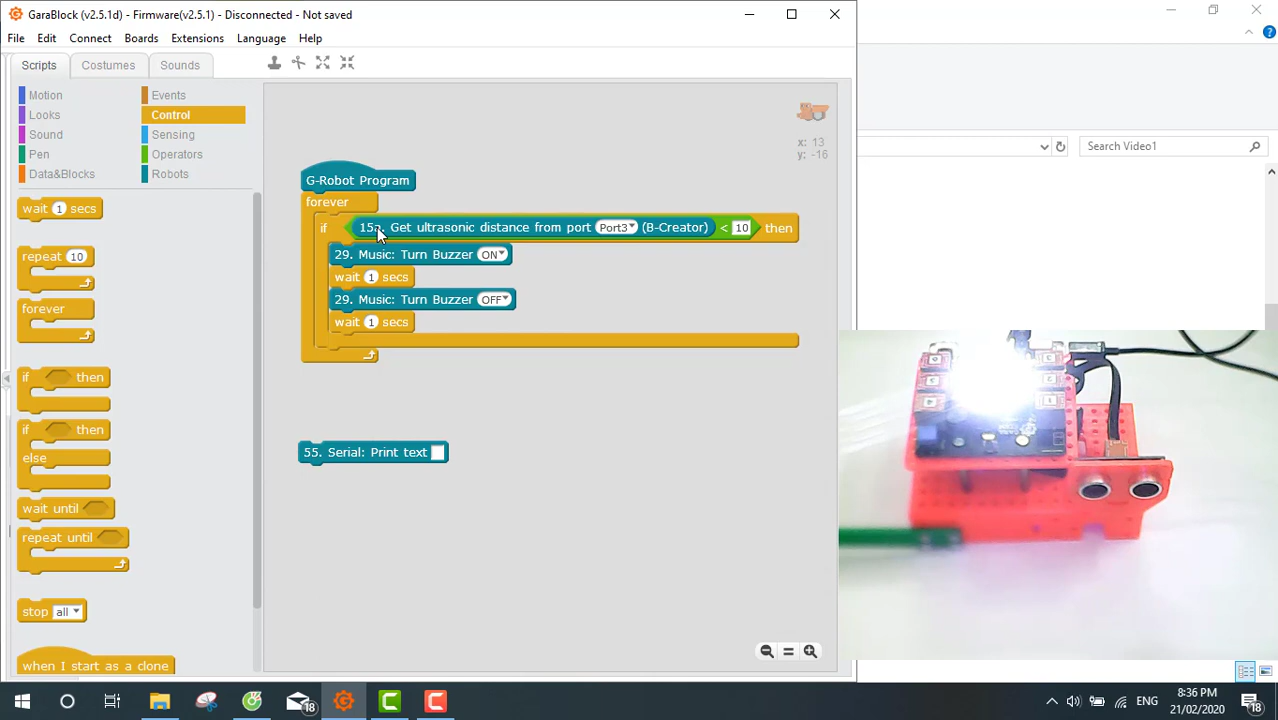 GaraBlock (v2.5.1d) - Firmware(v2.5.1) - Disconnected - Not saved
File Edit Connect Boards Extensions Language Help
Scripts Costumes Sounds
Motion Events
Looks Control
Sound Sensing
Pen Operators
Data&Blocks Robots
wait 1 secs
repeat 10
forever
if then
if then
else
wait until
repeat until
stop all
when I start as a clone
x: 13
y: -16
G-Robot Program
forever
if 15a. Get ultrasonic distance from port Port3 (B-Creator) < 10 then
29. Music: Turn Buzzer ON
wait 1 secs
29. Music: Turn Buzzer OFF
wait 1 secs
55. Serial: Print text
Search Video1
18
ENG
8:36 PM
21/02/2020
18